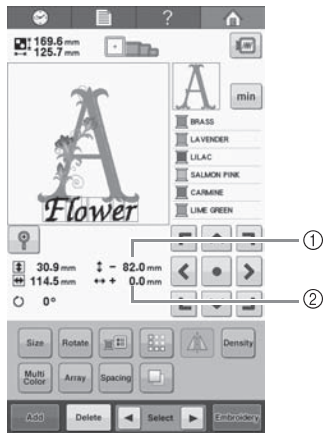 ?
169.6 mm
125.7 mm
A
A
min
BRASS
LAVENDER
LILAC
SALMON PINK
CARMINE
LIME GREEN
Flower
30.9 mm
- 82.0 mm
①
114.5 mm
+ 0.0 mm
②
0°
Size
Rotate
Density
Multi Color
Array
Spacing
Add
Delete
Select
Embroidery